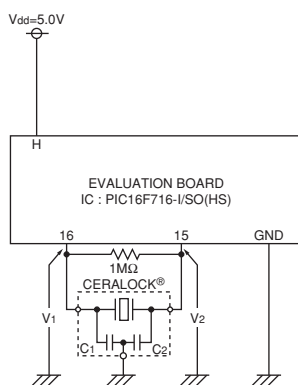 Vdd=5.0V
H
EVALUATION BOARD
IC : PIC16F716-I/SO(HS)
16
15
GND
1MΩ
CERALOCK®
V1
V2
C1
C2